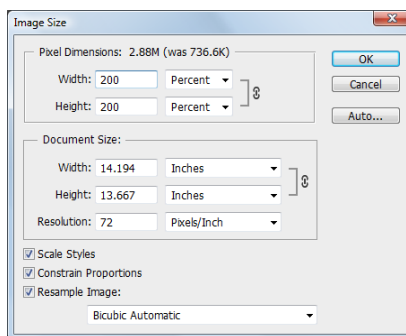 Image Size
Pixel Dimensions: 2.88M (was 736.6K)
OK
Width: 200 Percent
Cancel
Height: 200 Percent
Auto...
Document Size:
Width: 14.194 Inches
Height: 13.667 Inches
Resolution: 72 Pixels/Inch
Scale Styles
Constrain Proportions
Resample Image:
Bicubic Automatic